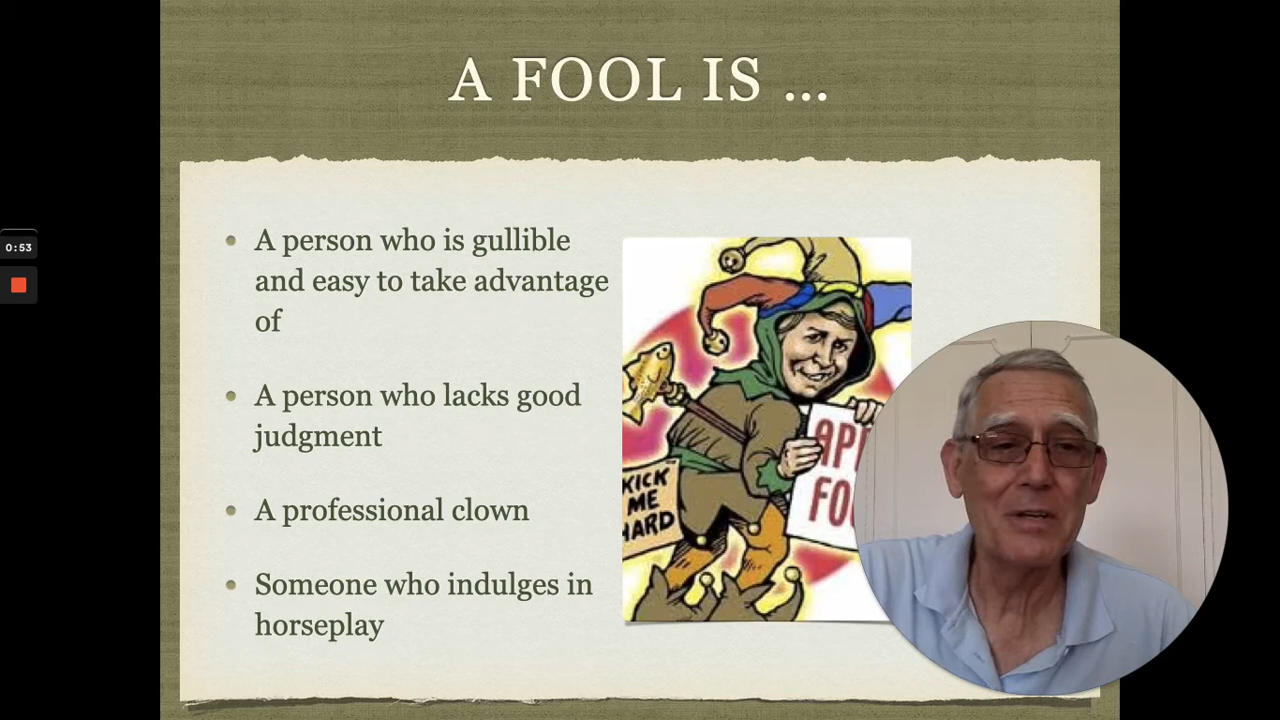 A FOOL IS ...
0:53
• A person who is gullible
and easy to take advantage
of
• A person who lacks good
judgment
• A professional clown
• Someone who indulges in
horseplay
KICK
ME
HARD